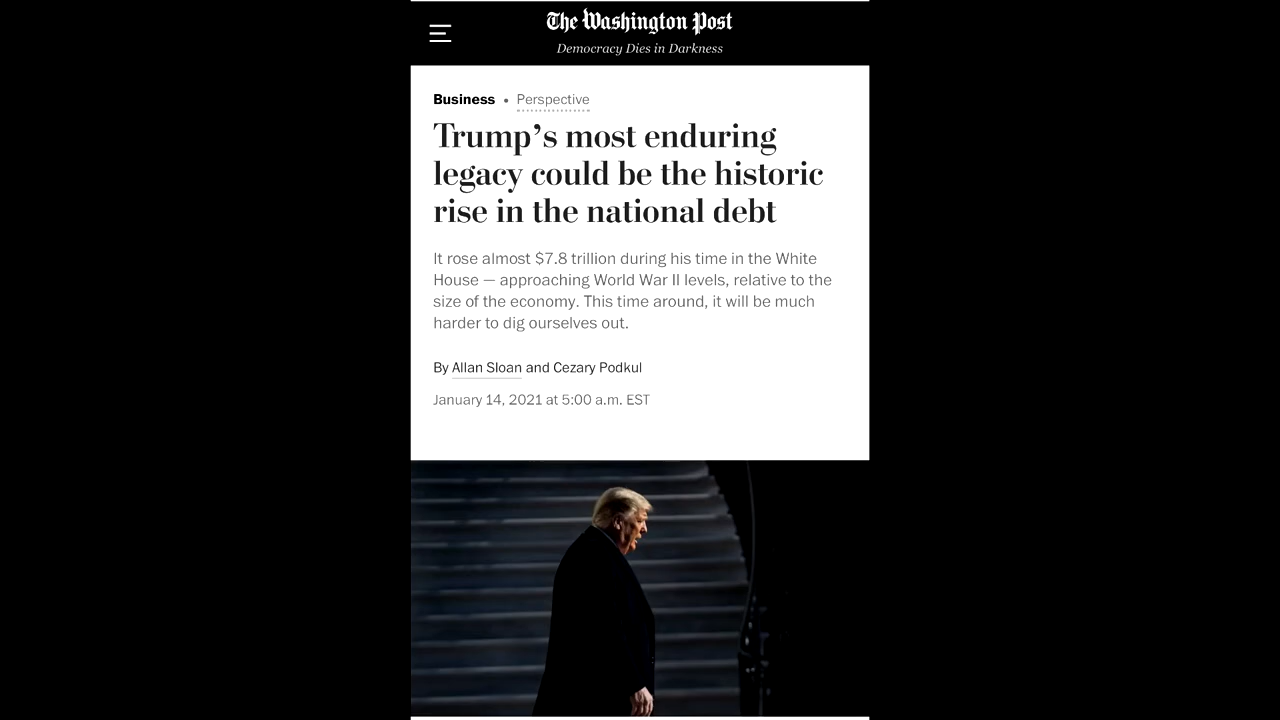 The Washington Post
Democracy Dies in Darkness
Business • Perspective
Trump’s most enduring
legacy could be the historic
rise in the national debt
It rose almost $7.8 trillion during his time in the White
House — approaching World War II levels, relative to the
size of the economy. This time around, it will be much
harder to dig ourselves out.
By Allan Sloan and Cezary Podkul
January 14, 2021 at 5:00 a.m. EST